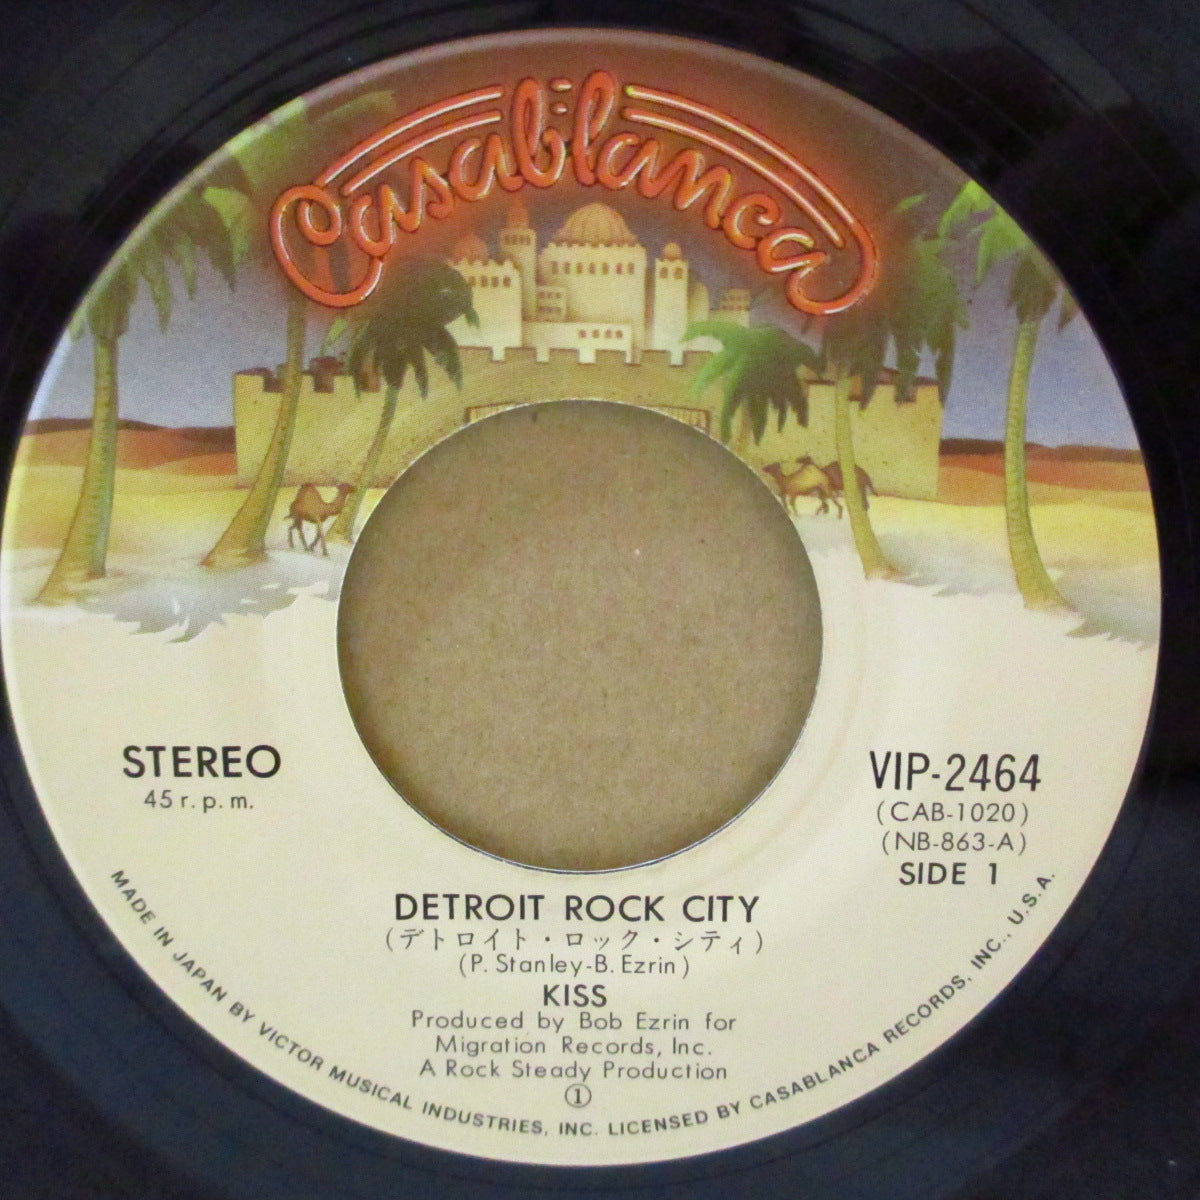 Casablanca
STEREO
45 r.p.m.
VIP-2464
(CAB-1020)
(NB-863-A)
SIDE 1
DETROIT ROCK CITY
(デトロイト・ロック・シティ)
(P. Stanley-B. Ezrin)
KISS
Produced by Bob Ezrin for
Migration Records, Inc.
A Rock Steady Production
①
MADE IN JAPAN BY VICTOR MUSICAL INDUSTRIES, INC. LICENSED BY CASABLANCA RECORDS, INC., U.S.A.